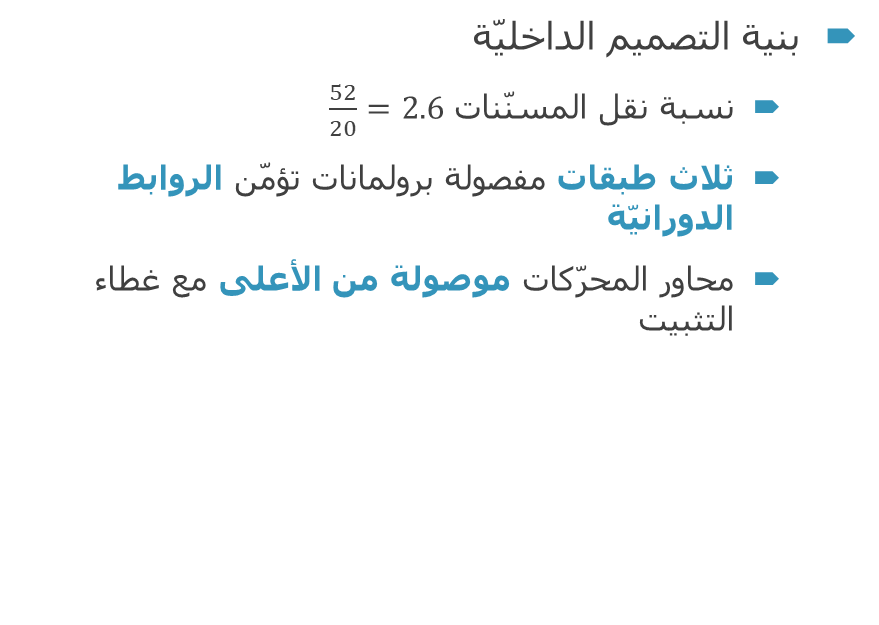 بنية التصميم الداخليّة
نسبة نقل المسنّنات 2.6 = 52/20
ثلاث طبقات مفصولة برولمانات تؤمّن الروابط
الدورانيّة
محاور المحرّكات موصولة من الأعلى مع غطاء
التثبيت